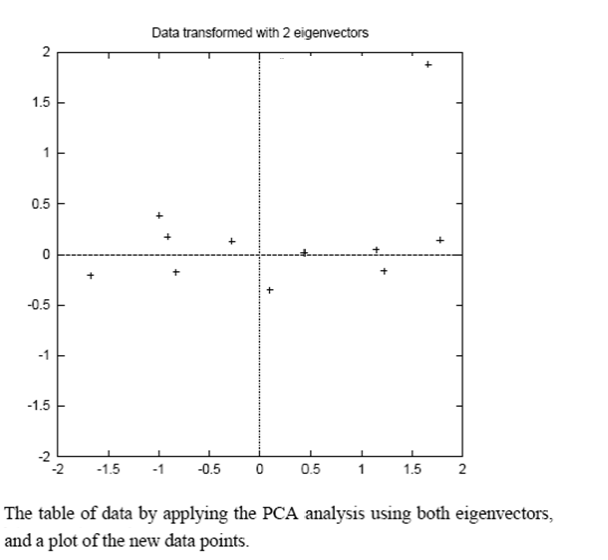 Data transformed with 2 eigenvectors
2
1.5
1
0.5
0
-0.5
-1
-1.5
-2
-2 -1.5 -1 -0.5 0 0.5 1 1.5 2
The table of data by applying the PCA analysis using both eigenvectors,
and a plot of the new data points.